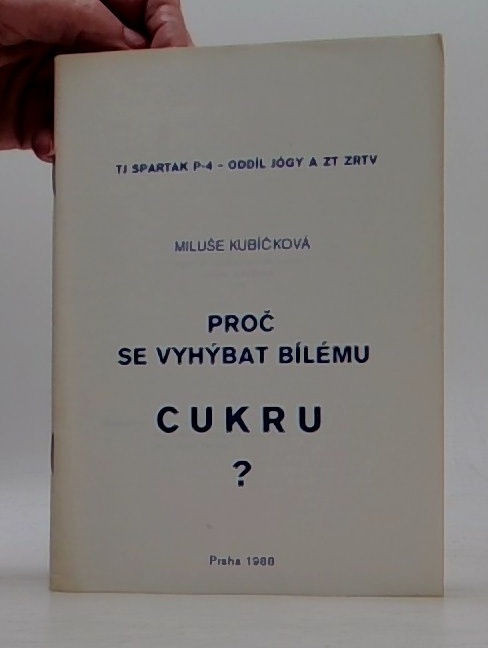 TJ SPARTAK P-4 - ODDÍL JÓGY A ZT ZRTV
MILUŠE KUBÍČKOVÁ
PROČ
SE VYHÝBAT BÍLÉMU
CUKRU
?
Praha 1988